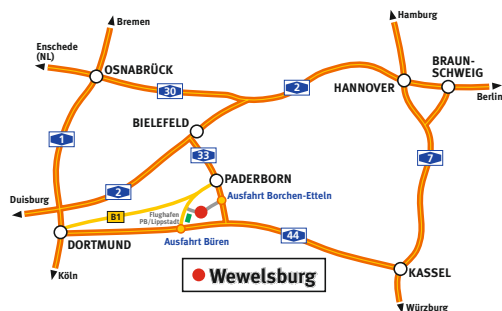 Bremen
Hamburg
Enschede
(NL)
OSNABRÜCK
BRAUN-
SCHWEIG
HANNOVER
Berlin
30
2
BIELEFELD
1
33
7
PADERBORN
2
Ausfahrt Borchen-Etteln
Duisburg
B1
Flughafen
PB/Lippstadt
DORTMUND
Ausfahrt Büren
44
Köln
KASSEL
Wewelsburg
Würzburg